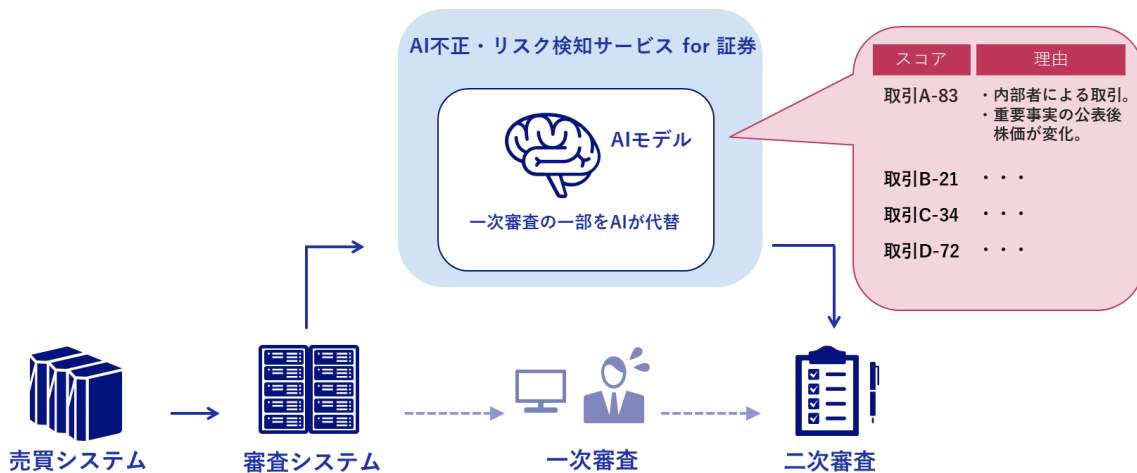 AI不正・リスク検知サービス for 証券
AIモデル
一次審査の一部をAIが代替
スコア 理由
取引A-83 ・内部者による取引。
・重要事実の公表後
株価が変化。
取引B-21 ・・・
取引C-34 ・・・
取引D-72 ・・・
売買システム
審査システム
一次審査
二次審査